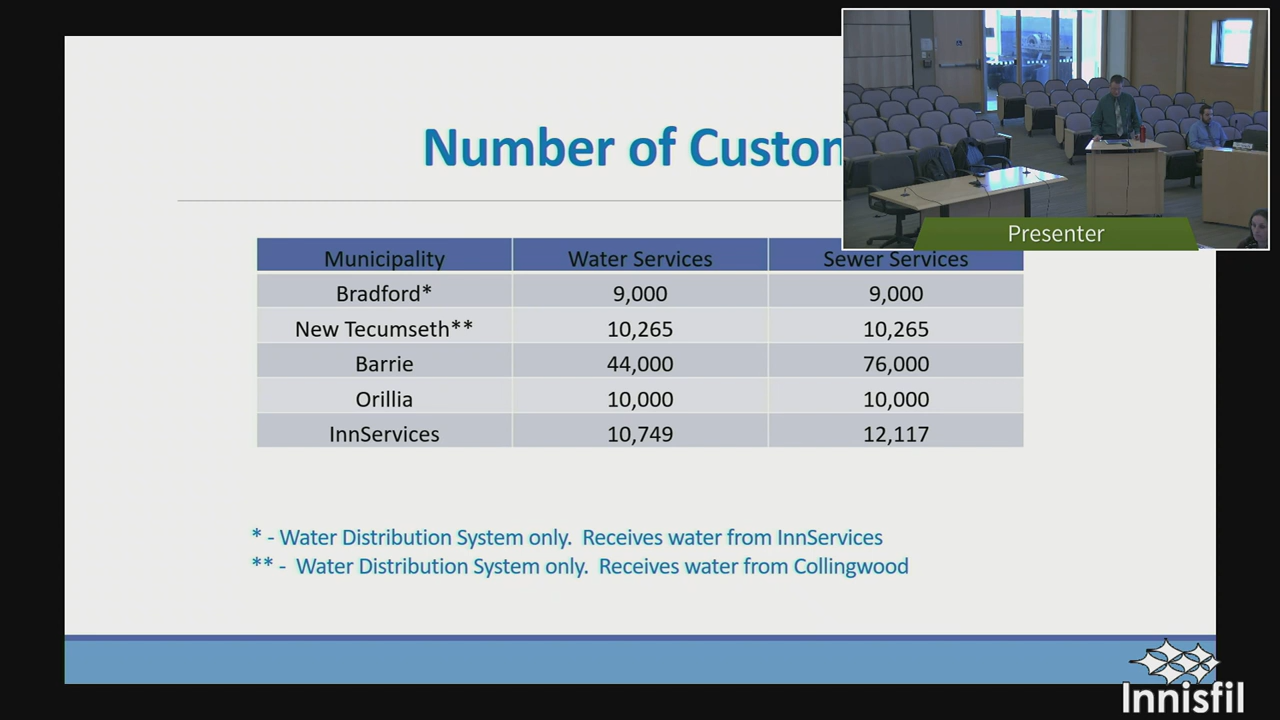 Number of Custom
Presenter
Municipality Water Services Sewer Services
Bradford* 9,000 9,000
New Tecumseth** 10,265 10,265
Barrie 44,000 76,000
Orillia 10,000 10,000
InnServices 10,749 12,117
* - Water Distribution System only. Receives water from InnServices
** - Water Distribution System only. Receives water from Collingwood
Innisfil